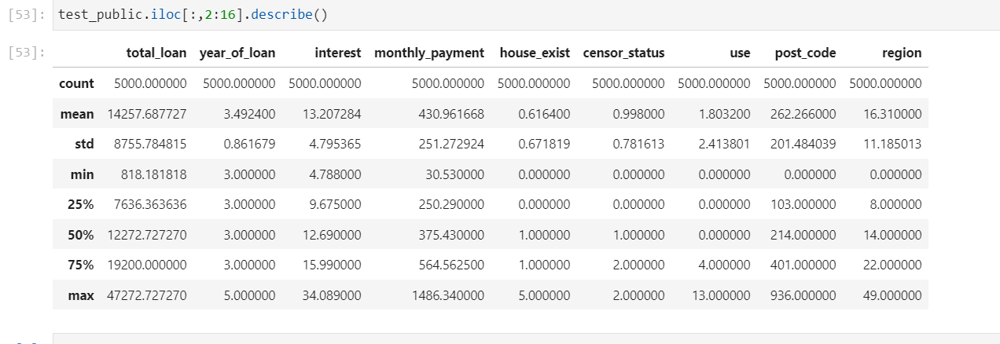 [53]: test_public.iloc[:,2:16].describe()
[53]: total_loan year_of_loan interest monthly_payment house_exist censor_status use post_code region
count 5000.000000 5000.000000 5000.000000 5000.000000 5000.000000 5000.000000 5000.000000 5000.000000 5000.000000
mean 14257.687727 3.492400 13.207284 430.961668 0.616400 0.998000 1.803200 262.266000 16.310000
std 8755.784815 0.861679 4.795365 251.272924 0.671819 0.781613 2.413801 201.484039 11.185013
min 818.181818 3.000000 4.788000 30.530000 0.000000 0.000000 0.000000 0.000000 0.000000
25% 7636.363636 3.000000 9.675000 250.290000 0.000000 0.000000 0.000000 103.000000 8.000000
50% 12272.727270 3.000000 12.690000 375.430000 1.000000 1.000000 0.000000 214.000000 14.000000
75% 19200.000000 3.000000 15.990000 564.562500 1.000000 2.000000 4.000000 401.000000 22.000000
max 47272.727270 5.000000 34.089000 1486.340000 5.000000 2.000000 13.000000 936.000000 49.000000